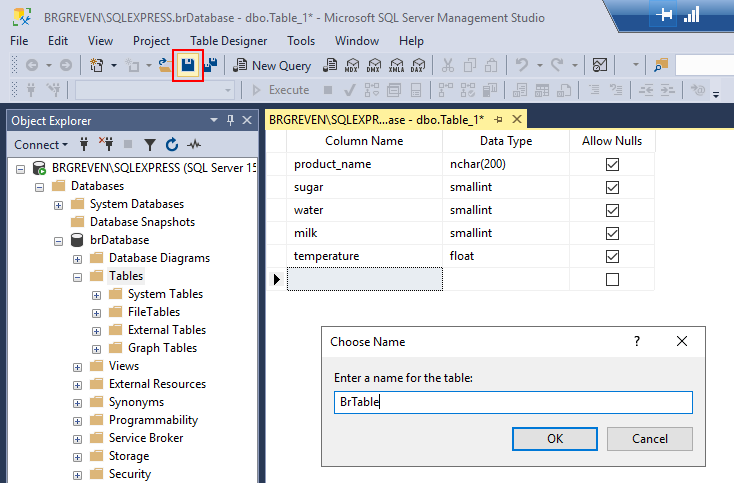 BRGREVEN\SQLEXPRESS.brDatabase - dbo.Table_1* - Microsoft SQL Server Management Studio
File Edit View Project Table Designer Tools Window Help
New Query MDX DMX XMLA DAX
Execute
Object Explorer
Connect
BRGREVEN\SQLEXPRESS (SQL Server 15
Databases
System Databases
Database Snapshots
brDatabase
Database Diagrams
Tables
System Tables
FileTables
External Tables
Graph Tables
Views
External Resources
Synonyms
Programmability
Service Broker
Storage
Security
BRGREVEN\SQLEXPR...ase - dbo.Table_1*
Column Name Data Type Allow Nulls
product_name nchar(200)
sugar smallint
water smallint
milk smallint
temperature float
Choose Name
Enter a name for the table:
BrTable
OK Cancel